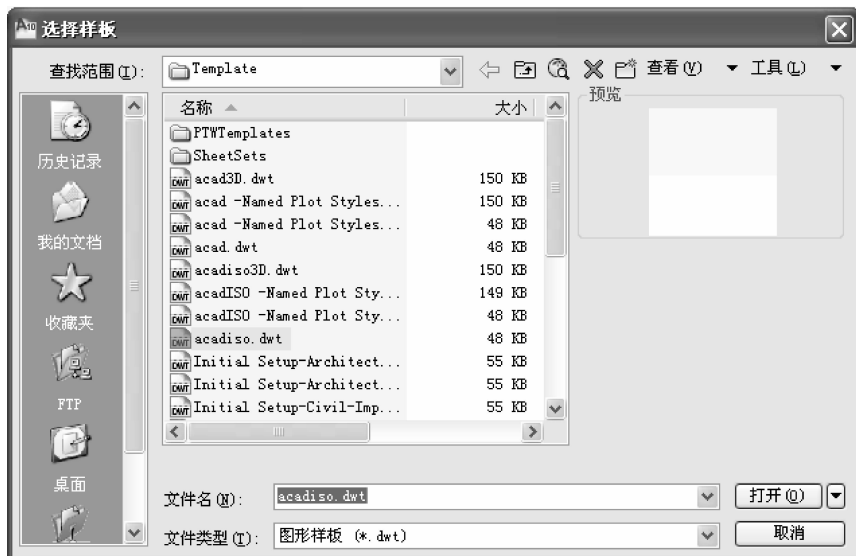 选择样板
查找范围(I): Template 查看(V) 工具(L)
名称 大小 预览
PTWTemplates
SheetSets
acad3D.dwt 150 KB
acad -Named Plot Styles... 150 KB
acad -Named Plot Styles... 48 KB
acad.dwt 48 KB
acadiso3D.dwt 150 KB
acadISO -Named Plot Sty... 149 KB
acadISO -Named Plot Sty... 48 KB
acadiso.dwt 48 KB
Initial Setup-Architect... 55 KB
Initial Setup-Architect... 55 KB
Initial Setup-Civil-Imp... 55 KB
历史记录
我的文档
收藏夹
FTP
桌面
文件名(N): acadiso.dwt 打开(O)
文件类型(T): 图形样板 (*.dwt) 取消